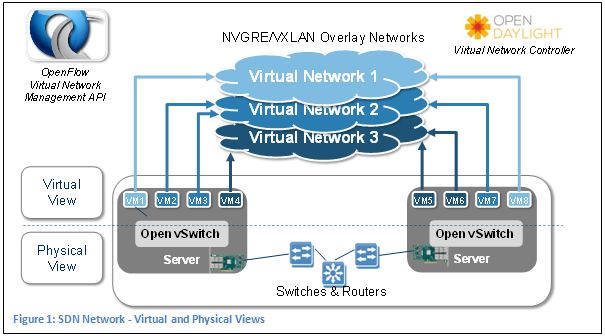 NVGRE/VXLAN Overlay Networks
OPEN
DAYLIGHT
Virtual Network Controller
OpenFlow
Virtual Network
Management API
Virtual Network 1
Virtual Network 2
Virtual Network 3
Virtual
View
VM1
VM2
VM3
VM4
VM5
VM6
VM7
VM8
Open vSwitch
Open vSwitch
Physical
View
Server
Server
Switches & Routers
Figure 1: SDN Network - Virtual and Physical Views